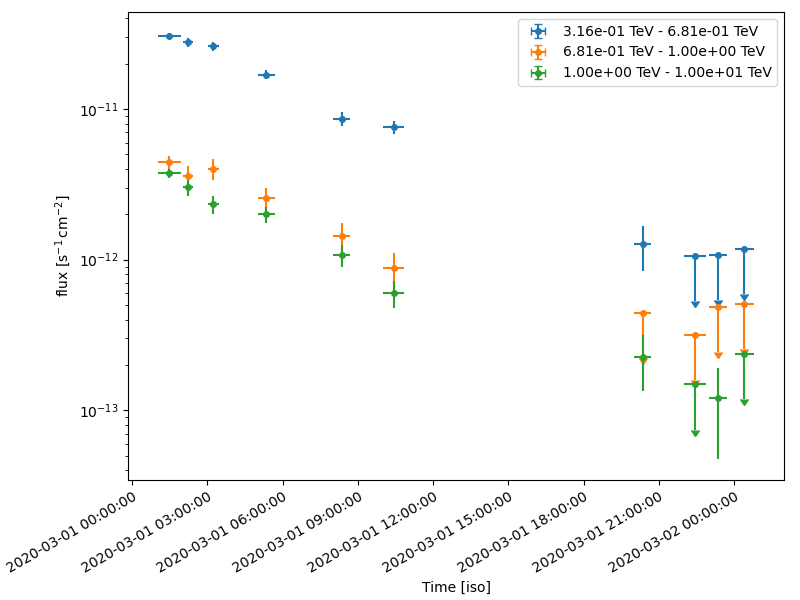 3.16e-01 TeV - 6.81e-01 TeV
6.81e-01 TeV - 1.00e+00 TeV
1.00e+00 TeV - 1.00e+01 TeV
flux [s⁻¹ cm⁻²]
10⁻¹¹
10⁻¹²
10⁻¹³
2020-03-01 00:00:00
2020-03-01 03:00:00
2020-03-01 06:00:00
2020-03-01 09:00:00
2020-03-01 12:00:00
2020-03-01 15:00:00
2020-03-01 18:00:00
2020-03-01 21:00:00
2020-03-02 00:00:00
Time [iso]